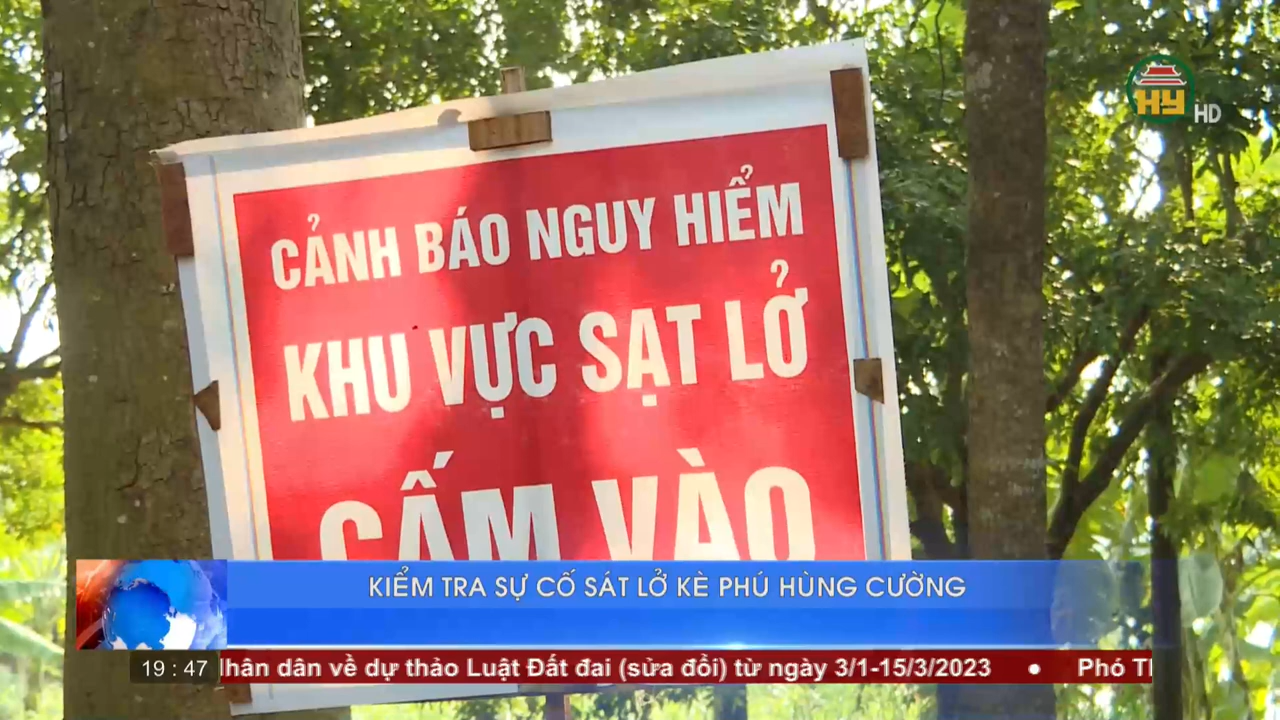 HY HD
CẢNH BÁO NGUY HIỂM
KHU VỰC SẠT LỞ
CẤM VÀO
KIỂM TRA SỰ CỐ SÁT LỞ KÈ PHÚ HÙNG CƯỜNG
19 : 47 dân về dự thảo Luật Đất đai (sửa đổi) từ ngày 3/1-15/3/2023 ● Phó